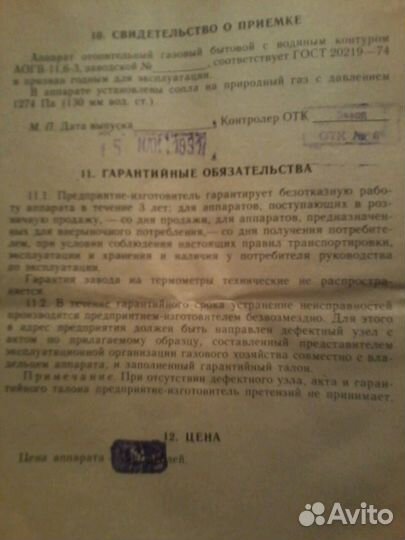 10. СВИДЕТЕЛЬСТВО О ПРИЕМКЕ
Аппарат отопительный газовый бытовой с водяным контуром
АОГВ-11,6-3, заводской № соответствует ГОСТ 20219—74
и признан годным для эксплуатации.
В аппарате установлены сопла на природный газ с давлением
1274 Па (130 мм вод. ст.)
М. П. Дата выпуска , Контролер ОТК Завод
5 1991 ОТК №
11. ГАРАНТИЙНЫЕ ОБЯЗАТЕЛЬСТВА
11.1. Предприятие-изготовитель гарантирует безотказную рабо-
ту аппарата в течение 3 лет; для аппаратов, поступающих в роз-
ничную продажу, — со дня продажи, для аппаратов, предназначен-
ных для внерыночного потребления,— со дня получения потребите-
лем, при условии соблюдения настоящих правил транспортировки,
эксплуатации и хранения и наличия у потребителя руководства
по эксплуатации.
Гарантия завода на термометры технические не распростра-
няется.
11.2. В течение гарантийного срока устранение неисправностей
производится предприятием-изготовителем безвозмездно. Для этого
в адрес предприятия должен быть направлен дефектный узел с
актом по прилагаемому образцу, составленный представителем
эксплуатационной организации газового хозяйства совместно с вла-
дельцем аппарата, и заполненный гарантийный талон.
Примечание. При отсутствии дефектного узла, акта и гаран-
тийного талона предприятие-изготовитель претензий не принимает.
12. ЦЕНА
Цена аппарата
Avito